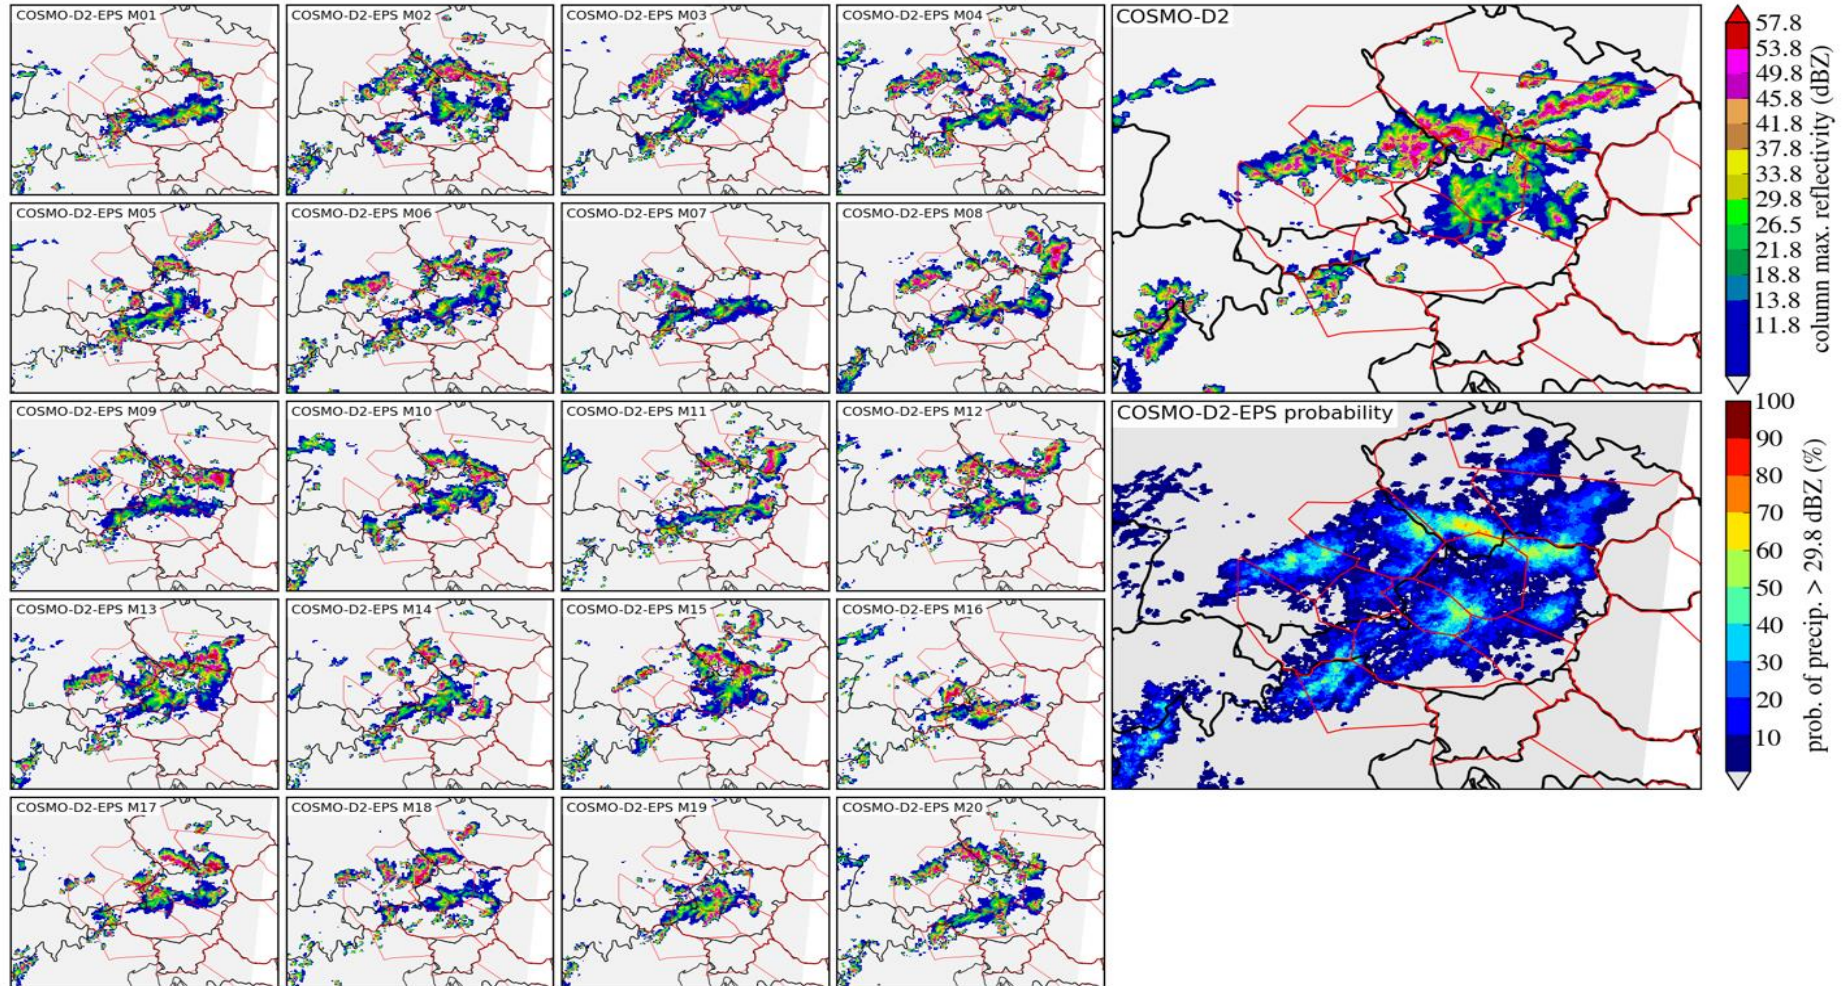 COSMO-D2-EPS M01
COSMO-D2-EPS M02
COSMO-D2-EPS M03
COSMO-D2-EPS M04
COSMO-D2
COSMO-D2-EPS M05
COSMO-D2-EPS M06
COSMO-D2-EPS M07
COSMO-D2-EPS M08
57.8
53.8
49.8
45.8
41.8
37.8
33.8
29.8
26.5
21.8
18.8
13.8
11.8
column max. reflectivity (dBZ)
COSMO-D2-EPS M09
COSMO-D2-EPS M10
COSMO-D2-EPS M11
COSMO-D2-EPS M12
COSMO-D2-EPS probability
COSMO-D2-EPS M13
COSMO-D2-EPS M14
COSMO-D2-EPS M15
COSMO-D2-EPS M16
100
90
80
70
60
50
40
30
20
10
prob. of precip. > 29.8 dBZ (%)
COSMO-D2-EPS M17
COSMO-D2-EPS M18
COSMO-D2-EPS M19
COSMO-D2-EPS M20